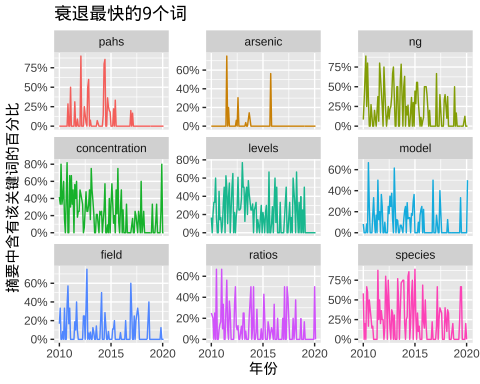 衰退最快的9个词
摘要中含有该关键词的百分比
pahs arsenic ng
75% 50% 25% 0%
60% 40% 20% 0%
75% 50% 25% 0%
concentration levels model
80% 60% 40% 20% 0%
80% 60% 40% 20% 0%
60% 40% 20% 0%
field ratios species
60% 40% 20% 0%
60% 40% 20% 0%
75% 50% 25% 0%
2010 2015 2020 2010 2015 2020 2010 2015 2020
年份